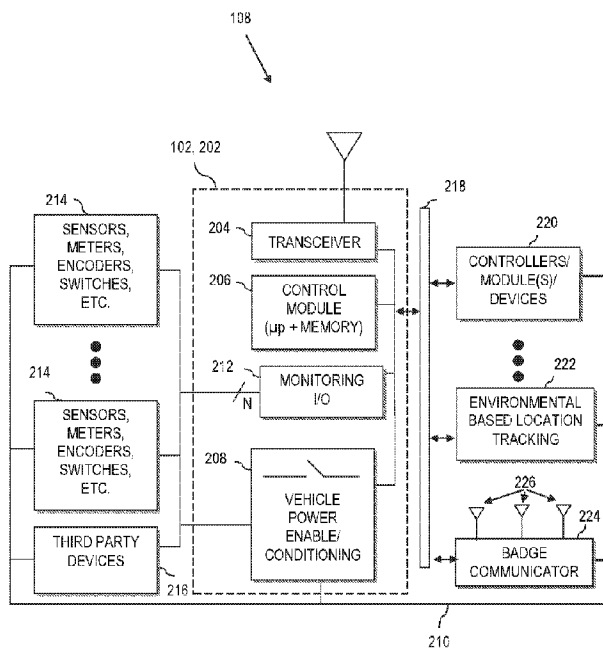 108
102, 202
214
SENSORS,
METERS,
ENCODERS,
SWITCHES,
ETC.
204
TRANSCEIVER
206
CONTROL
MODULE
(µp + MEMORY)
212
MONITORING
I/O
N
214
SENSORS,
METERS,
ENCODERS,
SWITCHES,
ETC.
208
VEHICLE
POWER
ENABLE/
CONDITIONING
THIRD PARTY
DEVICES
216
218
220
CONTROLLERS/
MODULE(S)/
DEVICES
222
ENVIRONMENTAL
BASED LOCATION
TRACKING
226
224
BADGE
COMMUNICATOR
210